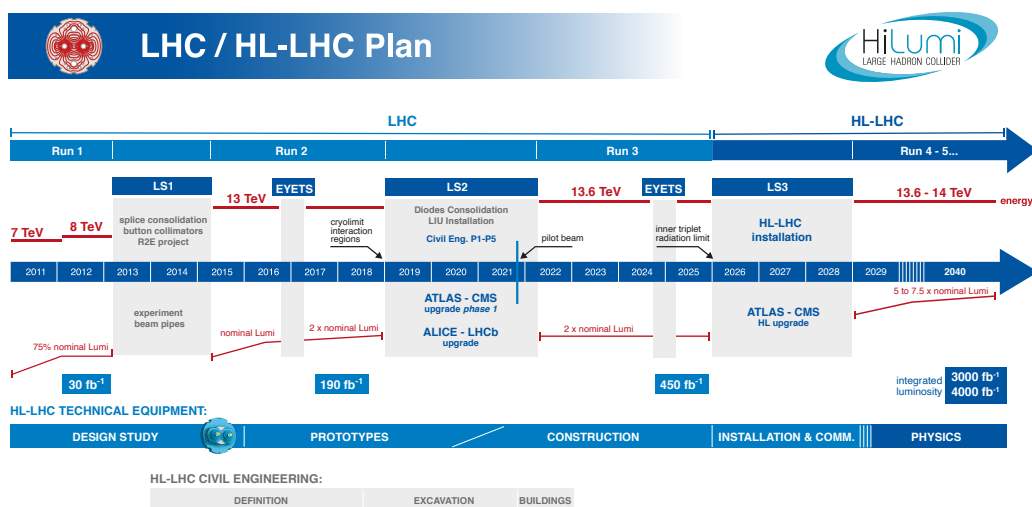 LHC / HL-LHC Plan
HiLumi
LARGE HADRON COLLIDER
LHC
HL-LHC
Run 1
Run 2
Run 3
Run 4 - 5...
LS1
EYETS
LS2
EYETS
LS3
7 TeV
8 TeV
13 TeV
13.6 TeV
13.6 - 14 TeV
energy
splice consolidation
button collimators
R2E project
cryolimit
interaction
regions
Diodes Consolidation
LIU Installation
Civil Eng. P1-P5
pilot beam
inner triplet
radiation limit
HL-LHC
installation
2011 2012 2013 2014 2015 2016 2017 2018 2019 2020 2021 2022 2023 2024 2025 2026 2027 2028 2029 2040
experiment
beam pipes
ATLAS - CMS
upgrade phase 1
ALICE - LHCb
upgrade
ATLAS - CMS
HL upgrade
75% nominal Lumi
nominal Lumi
2 x nominal Lumi
2 x nominal Lumi
5 to 7.5 x nominal Lumi
30 fb⁻¹
190 fb⁻¹
450 fb⁻¹
integrated
luminosity
3000 fb⁻¹
4000 fb⁻¹
HL-LHC TECHNICAL EQUIPMENT:
DESIGN STUDY
PROTOTYPES
CONSTRUCTION
INSTALLATION & COMM.
PHYSICS
HL-LHC CIVIL ENGINEERING:
DEFINITION
EXCAVATION
BUILDINGS